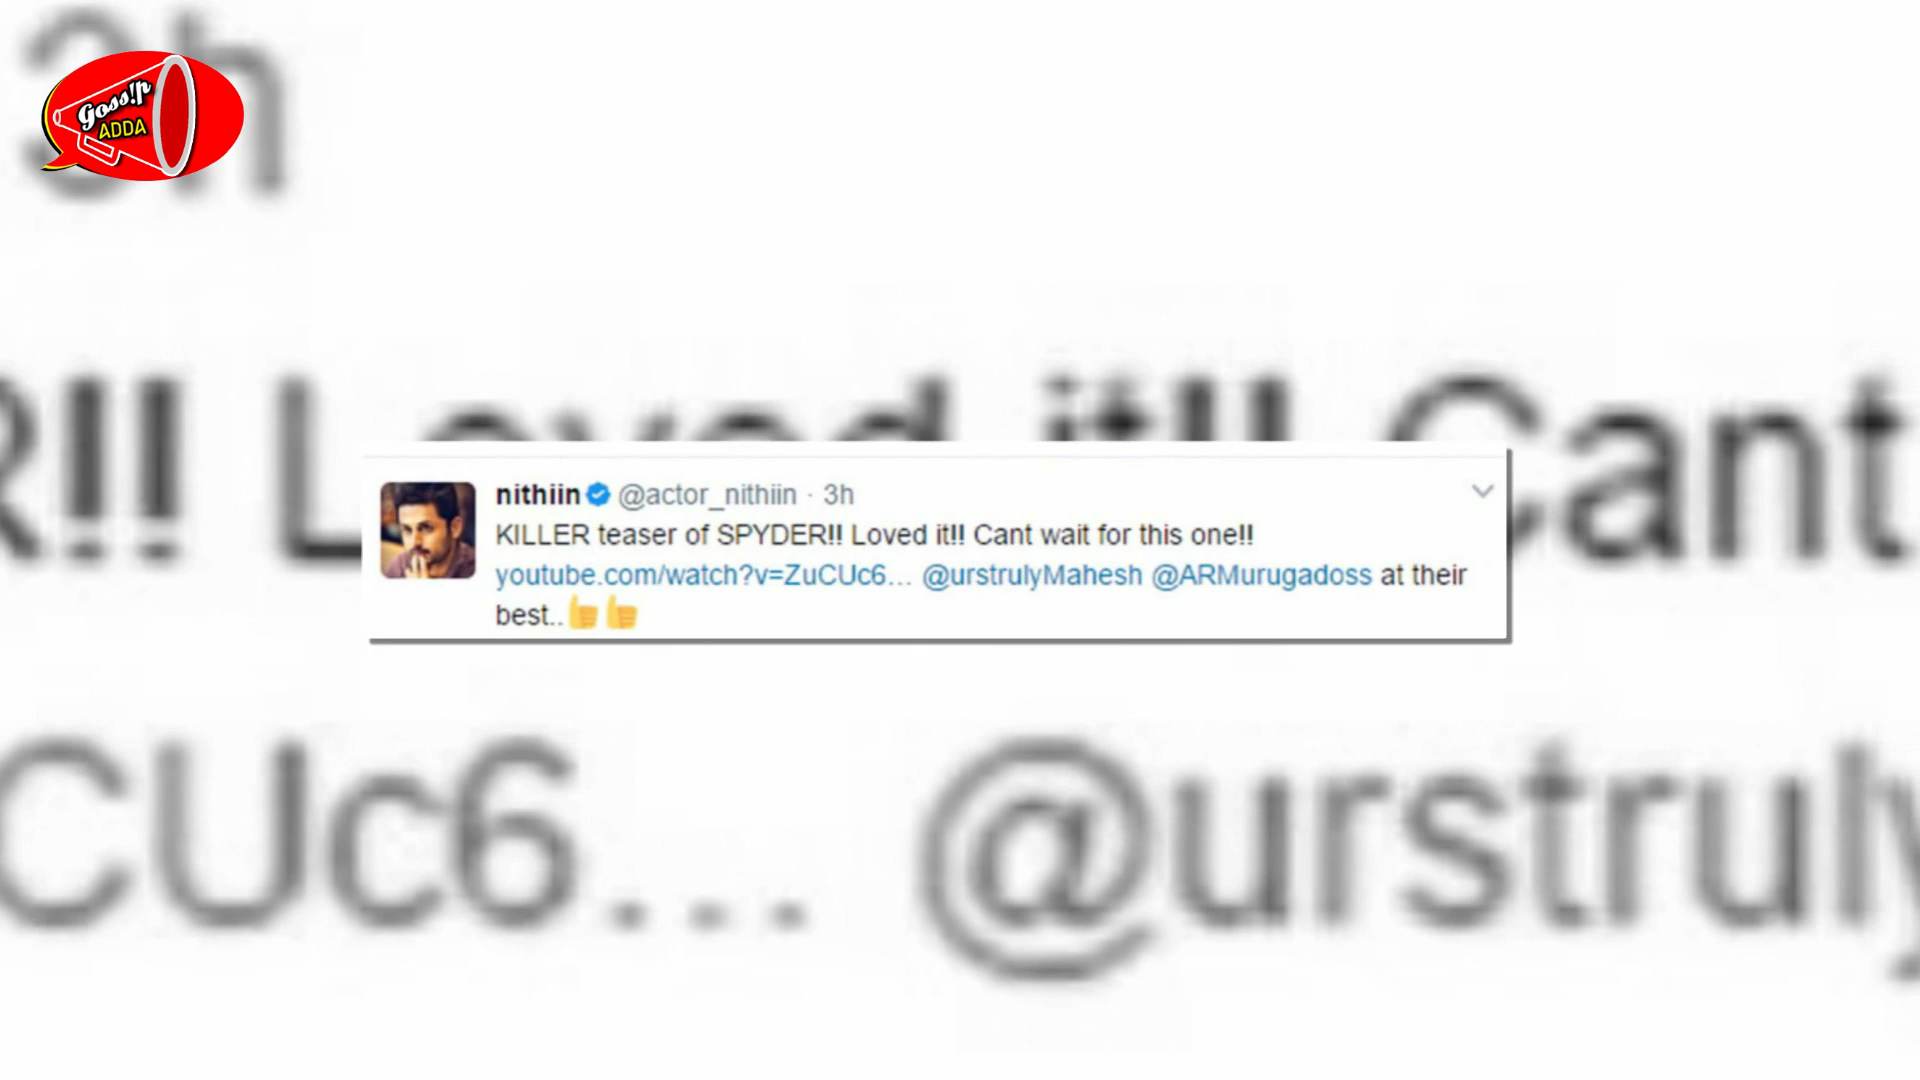 3h
Goss!p
ADDA
R!! Loved it!! Cant
nithiin @actor_nithiin · 3h
KILLER teaser of SPYDER!! Loved it!! Cant wait for this one!!
youtube.com/watch?v=ZuCUc6... @urstrulyMahesh @ARMurugadoss at their
best..👍👍
CUc6... @urstruly